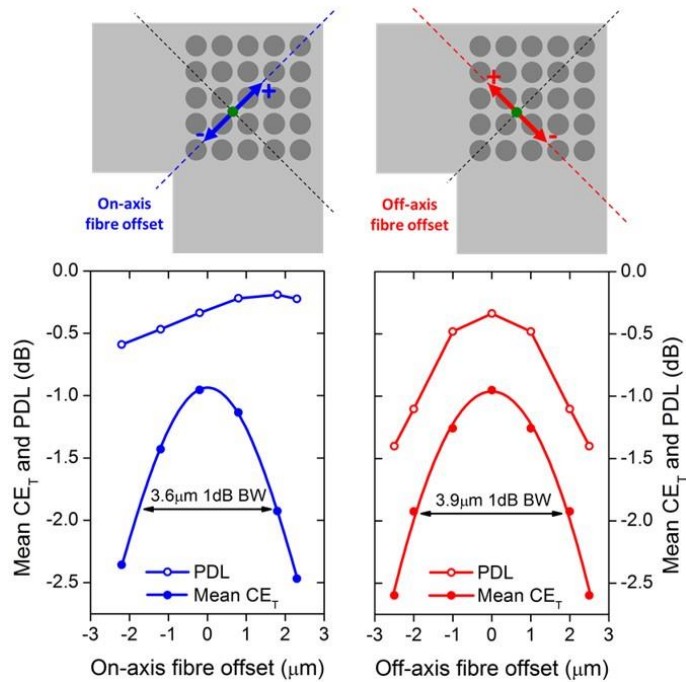 +
-
On-axis
fibre offset
+
-
Off-axis
fibre offset
0.0
-0.5
-1.0
-1.5
-2.0
-2.5
Mean CE_T and PDL (dB)
3.6μm 1dB BW
PDL
Mean CE_T
-3 -2 -1 0 1 2 3
On-axis fibre offset (μm)
3.9μm 1dB BW
PDL
Mean CE_T
-3 -2 -1 0 1 2 3
Off-axis fibre offset (μm)
0.0
-0.5
-1.0
-1.5
-2.0
-2.5
Mean CE_T and PDL (dB)